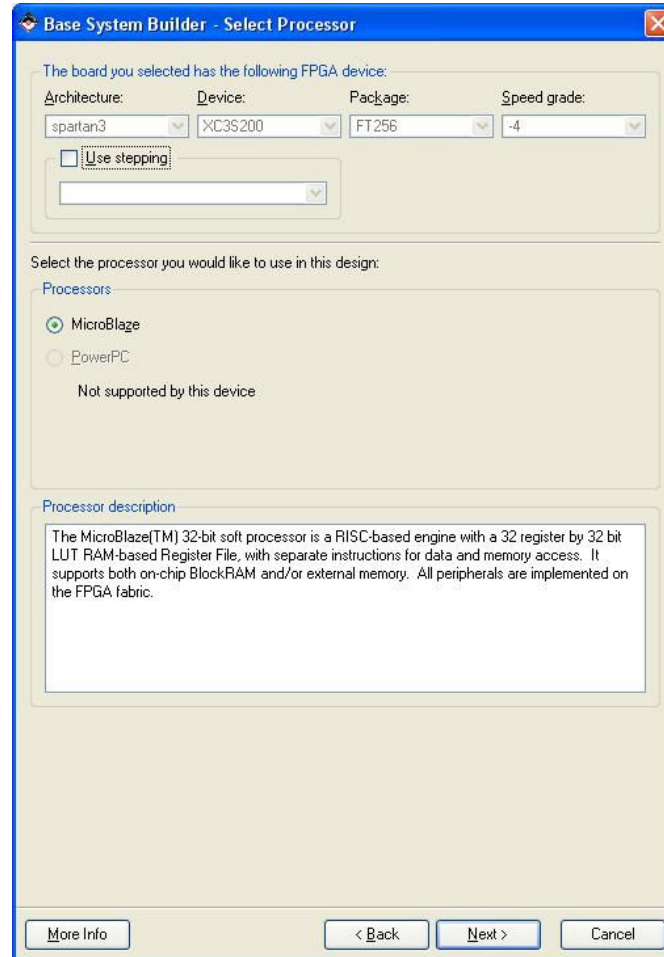 Base System Builder - Select Processor
The board you selected has the following FPGA device:
Architecture: Device: Package: Speed grade:
spartan3 XC3S200 FT256 -4
Use stepping
Select the processor you would like to use in this design:
Processors
MicroBlaze
PowerPC
Not supported by this device
Processor description
The MicroBlaze(TM) 32-bit soft processor is a RISC-based engine with a 32 register by 32 bit
LUT RAM-based Register File, with separate instructions for data and memory access. It
supports both on-chip BlockRAM and/or external memory. All peripherals are implemented on
the FPGA fabric.
More Info < Back Next > Cancel